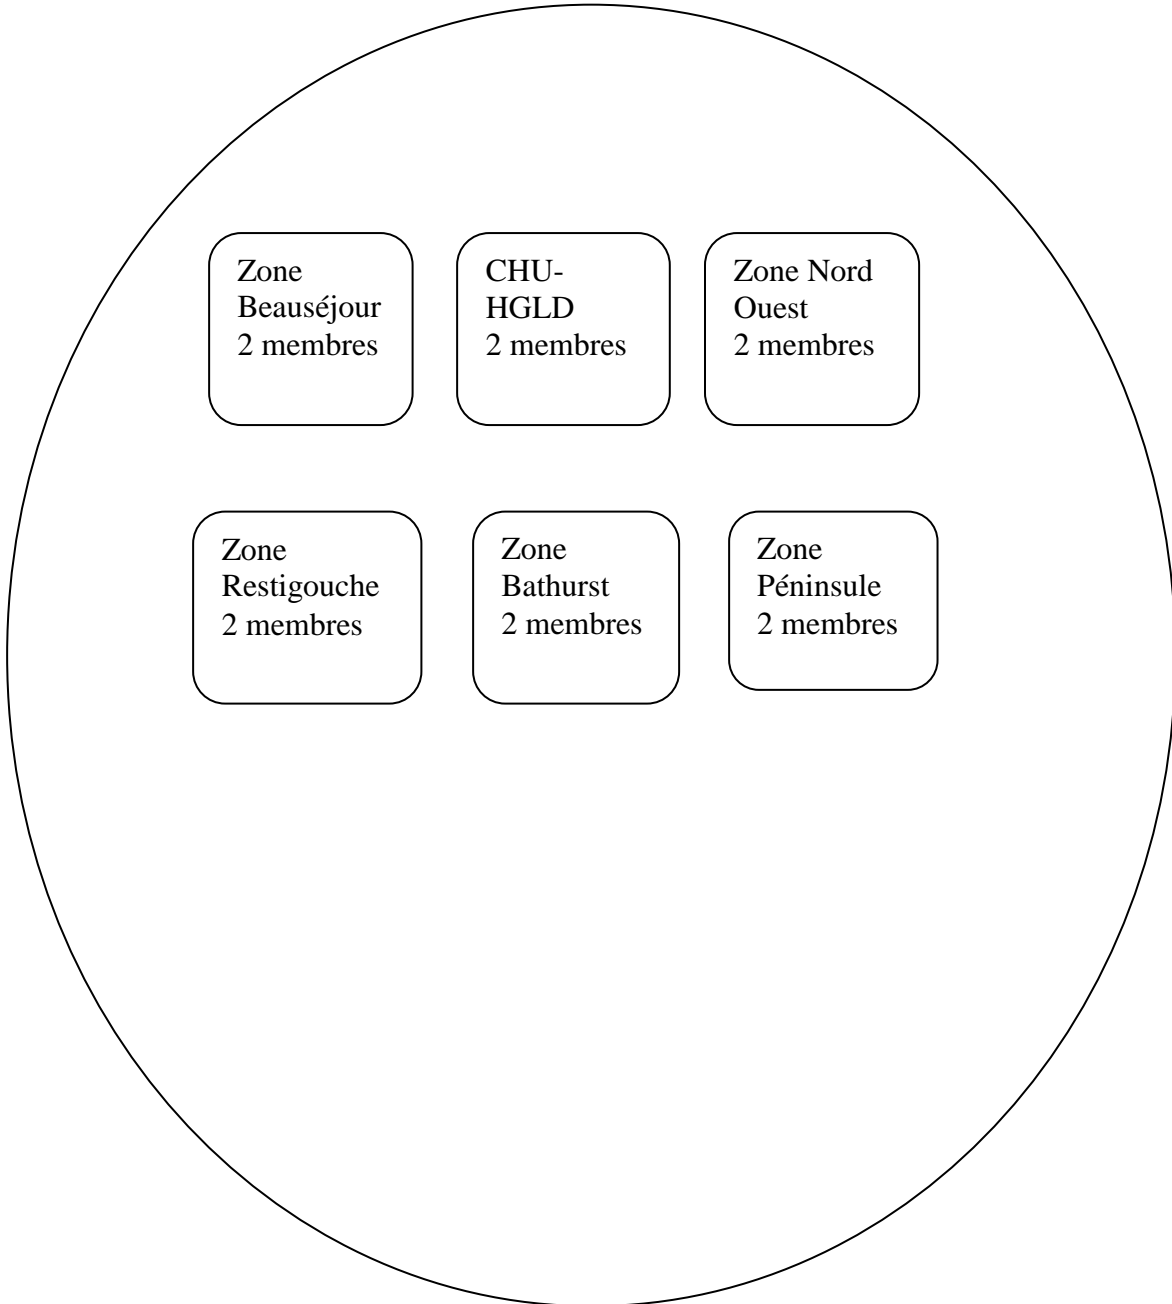 Zone
Beauséjour
2 membres
CHU-
HGLD
2 membres
Zone Nord
Ouest
2 membres
Zone
Restigouche
2 membres
Zone
Bathurst
2 membres
Zone
Péninsule
2 membres